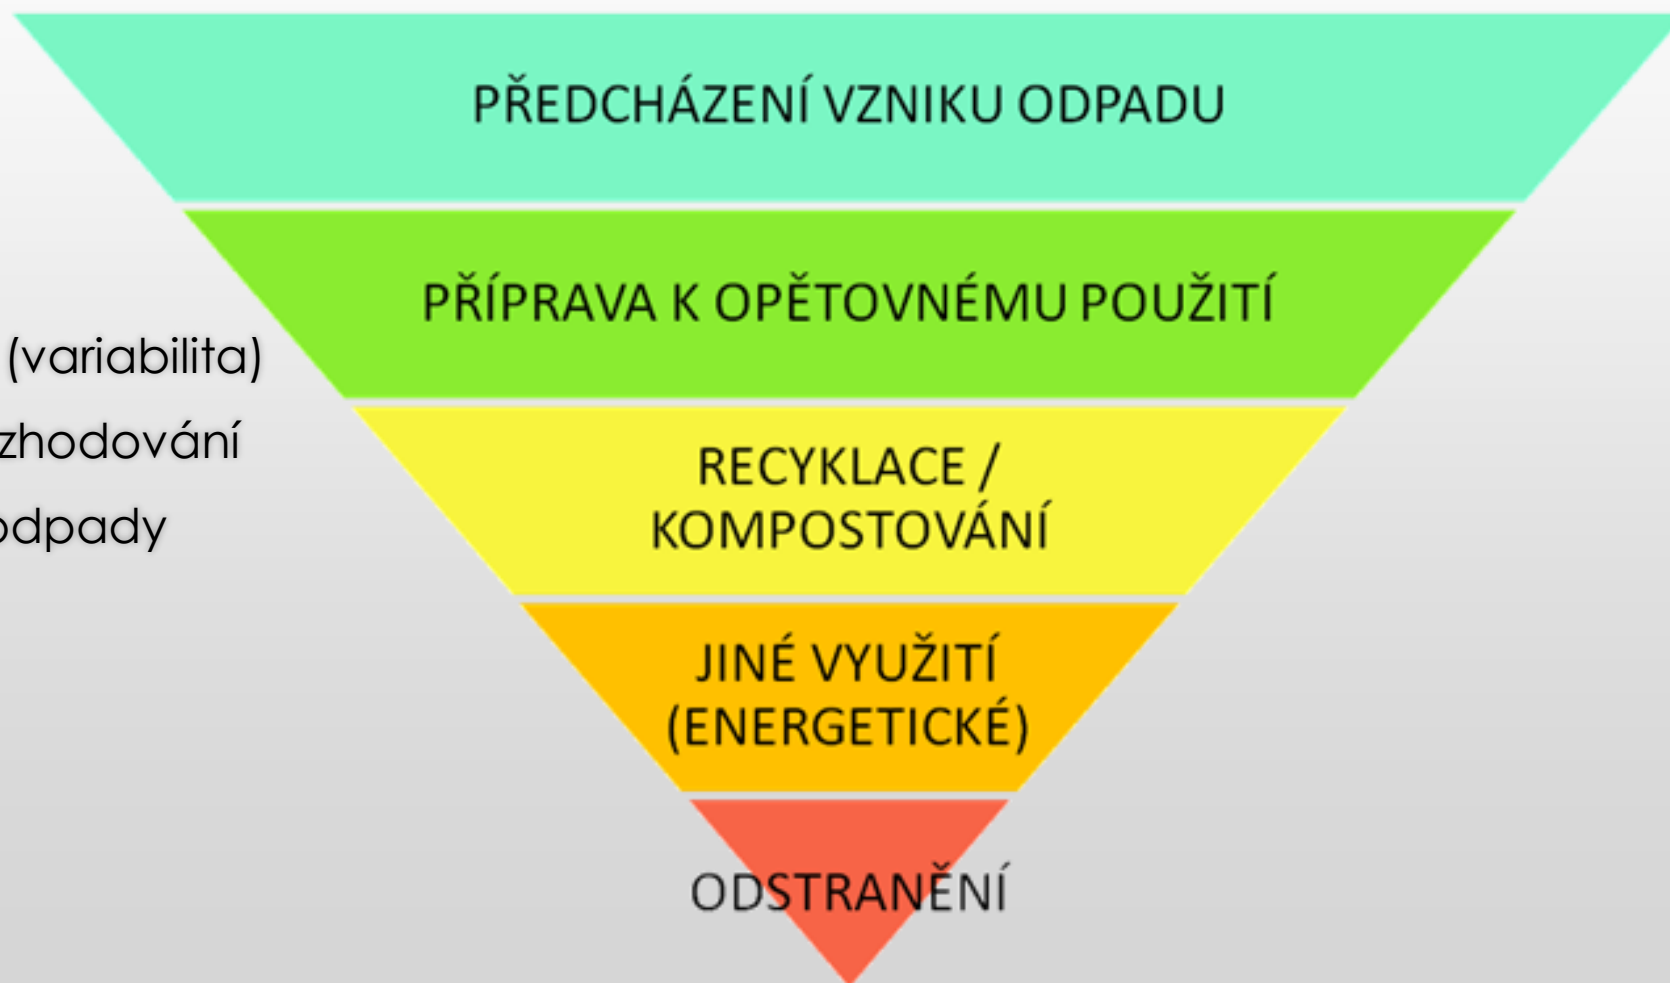 PŘEDCHÁZENÍ VZNIKU ODPADU
PŘÍPRAVA K OPĚTOVNÉMU POUŽITÍ
(variabilita)
zhodování
odpady
RECYKLACE /
KOMPOSTOVÁNÍ
JINÉ VYUŽITÍ
(ENERGETICKÉ)
ODSTRANĚNÍ